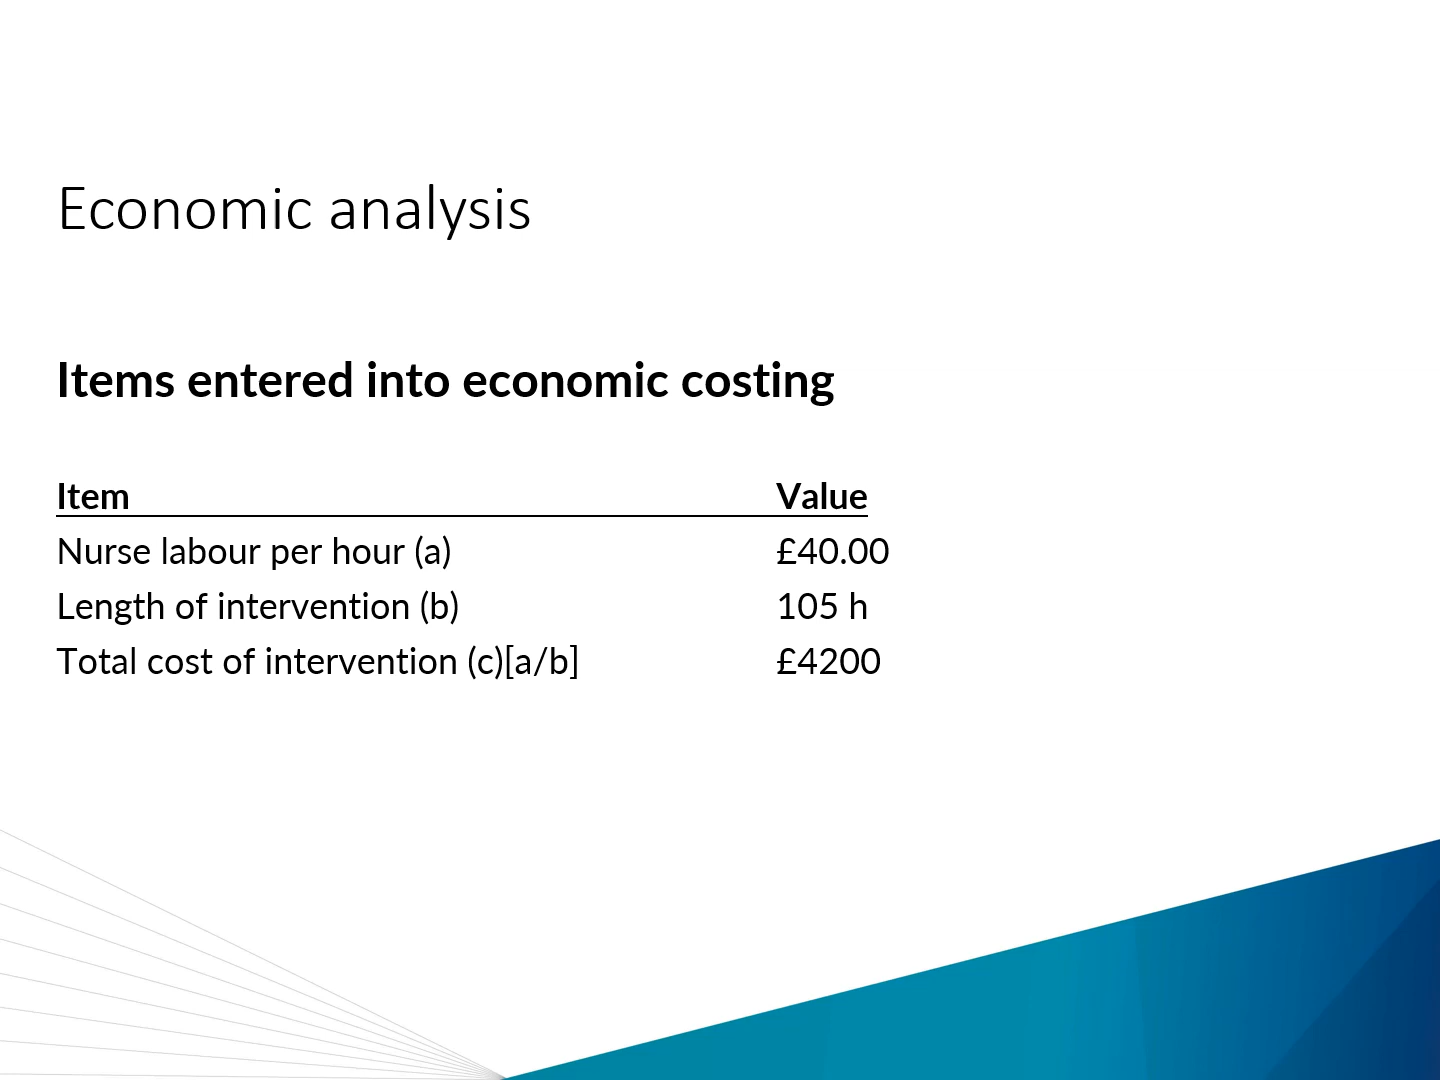 Economic analysis
Items entered into economic costing
Item Value
Nurse labour per hour (a) £40.00
Length of intervention (b) 105 h
Total cost of intervention (c)[a/b] £4200